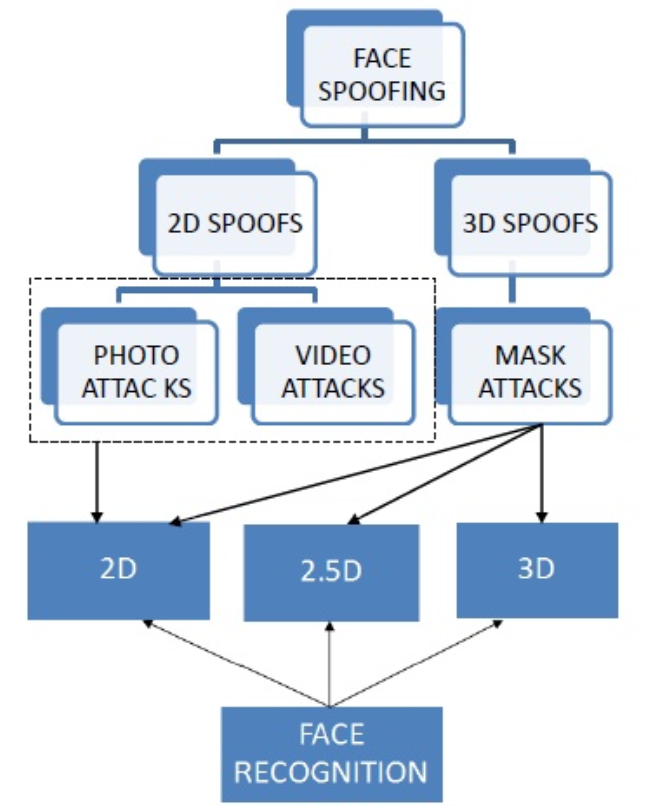 FACE
SPOOFING
2D SPOOFS
3D SPOOFS
PHOTO
ATTAC KS
VIDEO
ATTACKS
MASK
ATTACKS
2D
2.5D
3D
FACE
RECOGNITION